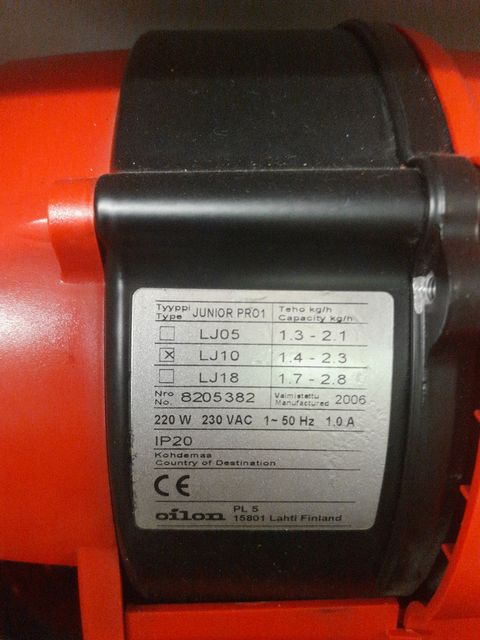 Tyyppi Type JUNIOR PRO1 Teho kg/h Capacity kg/h
LJ05 1.3 - 2.1
LJ10 1.4 - 2.3
LJ18 1.7 - 2.8
Nro No. 8205382 Valmistettu Manufactured 2006
220 W 230 VAC 1~ 50 Hz 1.0 A
IP20
Kohdemaa
Country of Destination
CE
oilon PL 5
15801 Lahti Finland